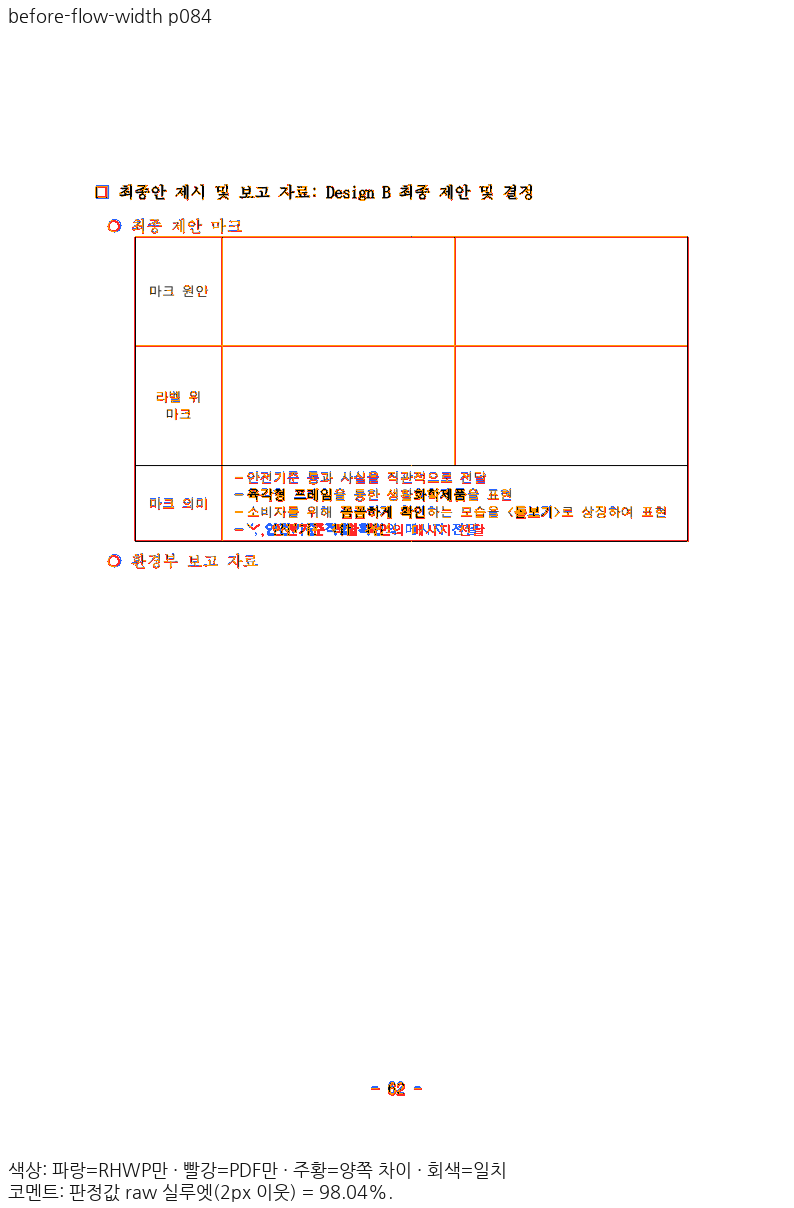 before-flow-width p084
□ 최종안 제시 및 보고 자료: Design B 최종 제안 및 결정
○ 최종 제안 마크
마크 원안
라벨 위
마크
마크 의미
- 안전기준 통과 사실을 직관적으로 전달
- 육각형 프레임을 통한 생활화학제품을 표현
- 소비자를 위해 꼼꼼하게 확인하는 모습을 <돋보기>로 상징하여 표현
메시지 전달
○ 환경부 보고 자료
- 62 -
색상: 파랑=RHWP만 · 빨강=PDF만 · 주황=양쪽 차이 · 회색=일치
코멘트: 판정값 raw 실루엣(2px 이웃) = 98.04%.